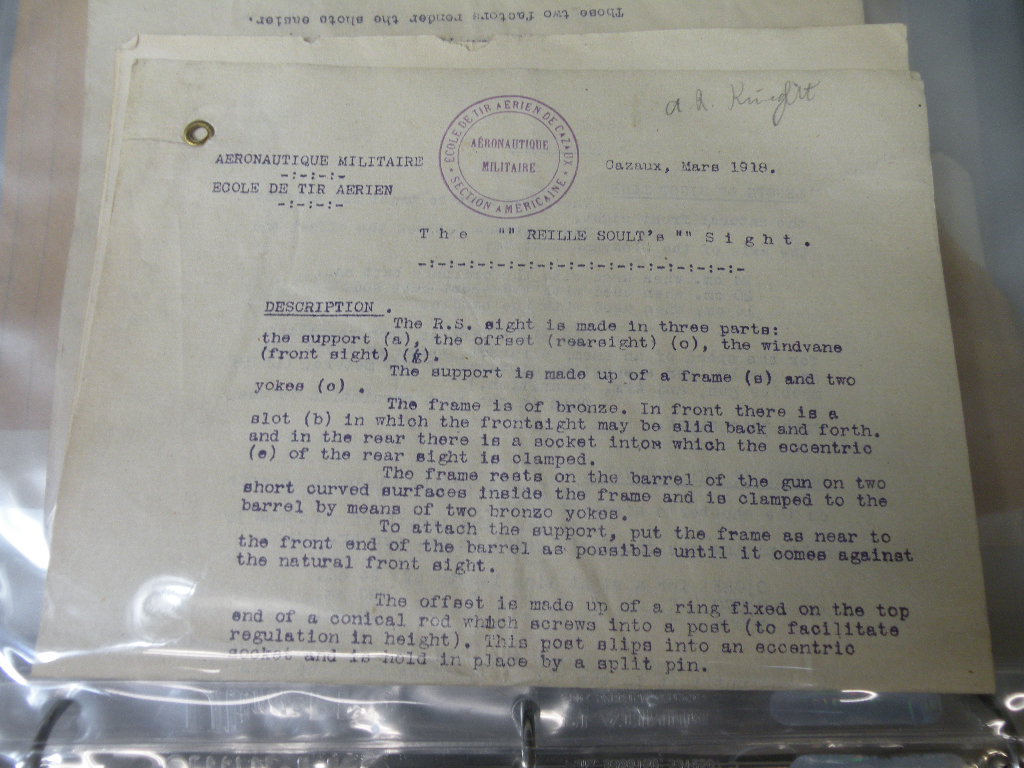 Those two factors render the shots easier.
A. A. Knight
AERONAUTIQUE MILITAIRE
-:-:-:-
ECOLE DE TIR AERIEN
-:-:-:-
ÉCOLE DE TIR AERIEN DE CAZAUX
AÉRONAUTIQUE
MILITAIRE
* SECTION AMÉRICAINE *
Cazaux, Mars 1918.
The "" REILLE SOULT's "" Sight.
-:-:-:-:-:-:-:-:-:-:-:-:-:-:-:-:-
DESCRIPTION.
The R.S. sight is made in three parts:
the support (a), the offset (rearsight) (o), the windvane
(front sight) (g).
The support is made up of a frame (s) and two
yokes (c) .
The frame is of bronze. In front there is a
slot (b) in which the frontsight may be slid back and forth.
and in the rear there is a socket into which the eccentric
(e) of the rear sight is clamped.
The frame rests on the barrel of the gun on two
short curved surfaces inside the frame and is clamped to the
barrel by means of two bronze yokes.
To attach the support, put the frame as near to
the front end of the barrel as possible until it comes against
the natural front sight.
The offset is made up of a ring fixed on the top
end of a conical rod which screws into a post (to facilitate
regulation in height). This post slips into an eccentric
socket and is held in place by a split pin.